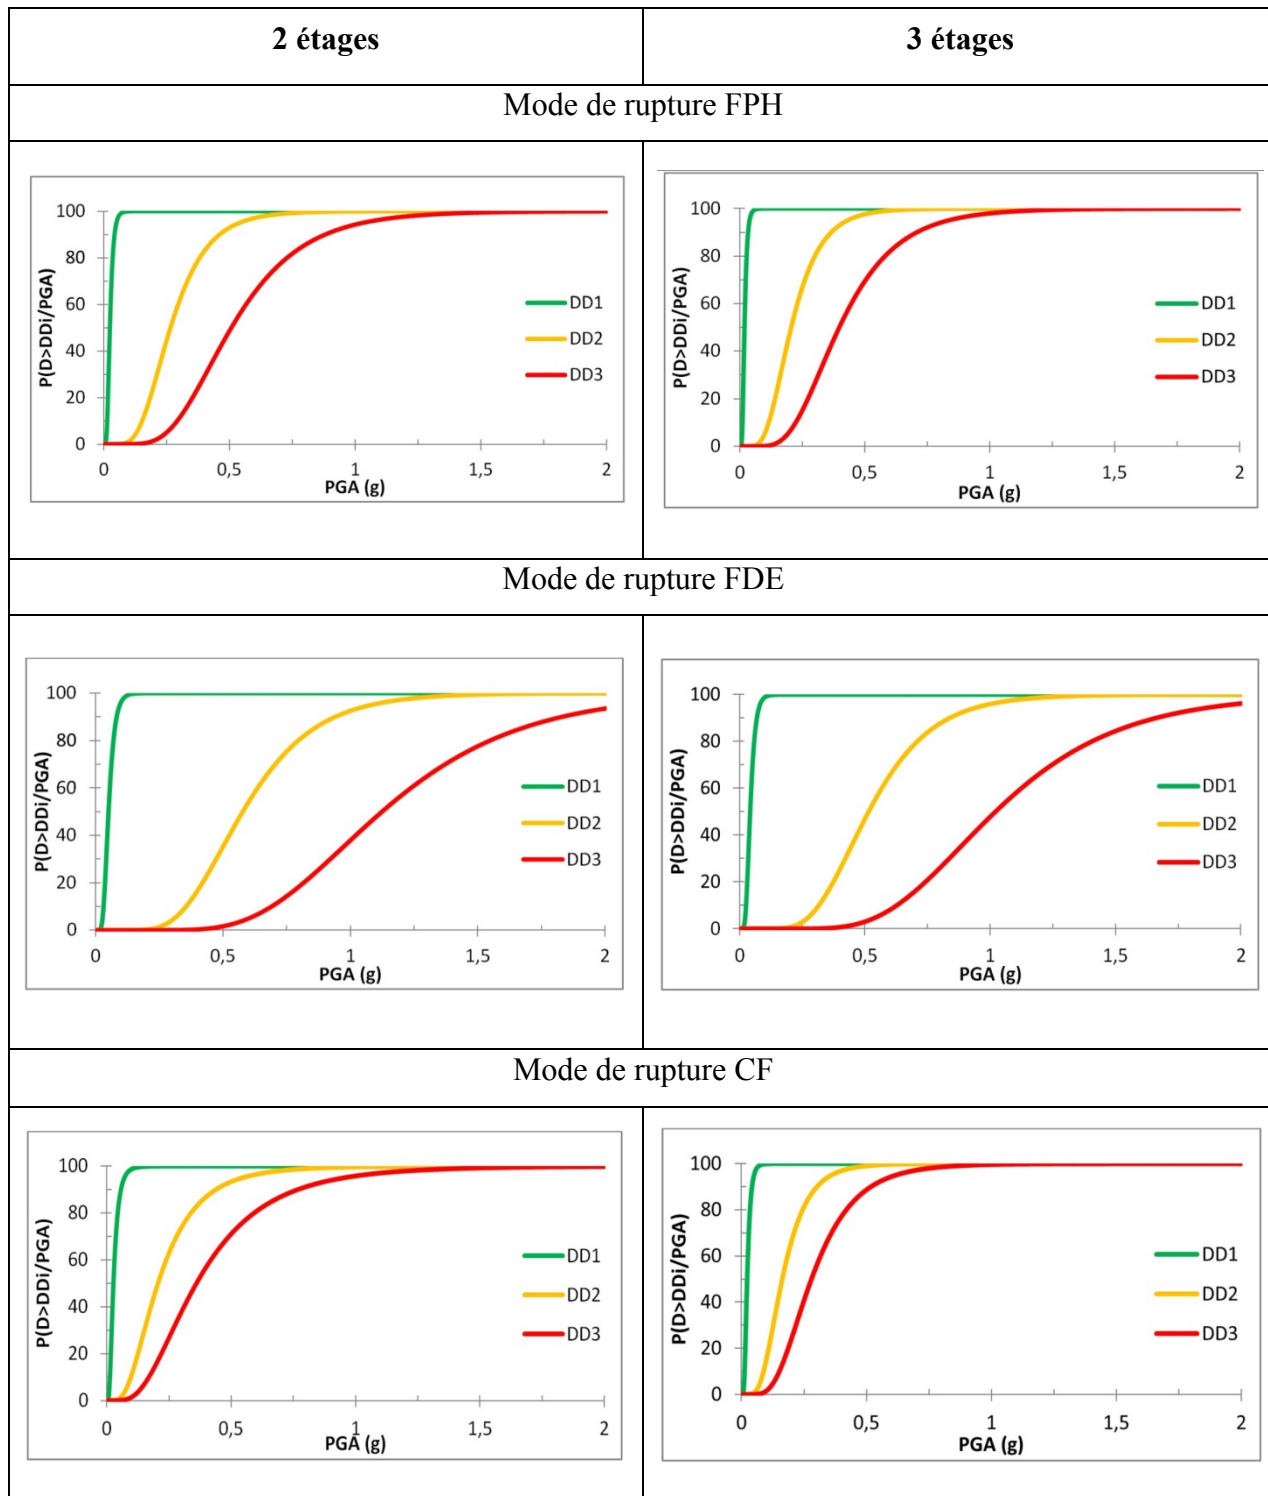 2 étages 3 étages
Mode de rupture FPH
P(D>DDi/PGA)
100
80
60
40
20
0
0 0,5 1 1,5 2
PGA (g)
DD1
DD2
DD3
P(D>DDi/PGA)
100
80
60
40
20
0
0 0,5 1 1,5 2
PGA (g)
DD1
DD2
DD3
Mode de rupture FDE
P(D>DDi/PGA)
100
80
60
40
20
0
0 0,5 1 1,5 2
PGA (g)
DD1
DD2
DD3
P(D>DDi/PGA)
100
80
60
40
20
0
0 0,5 1 1,5 2
PGA (g)
DD1
DD2
DD3
Mode de rupture CF
P(D>DDi/PGA)
100
80
60
40
20
0
0 0,5 1 1,5 2
PGA (g)
DD1
DD2
DD3
P(D>DDi/PGA)
100
80
60
40
20
0
0 0,5 1 1,5 2
PGA (g)
DD1
DD2
DD3